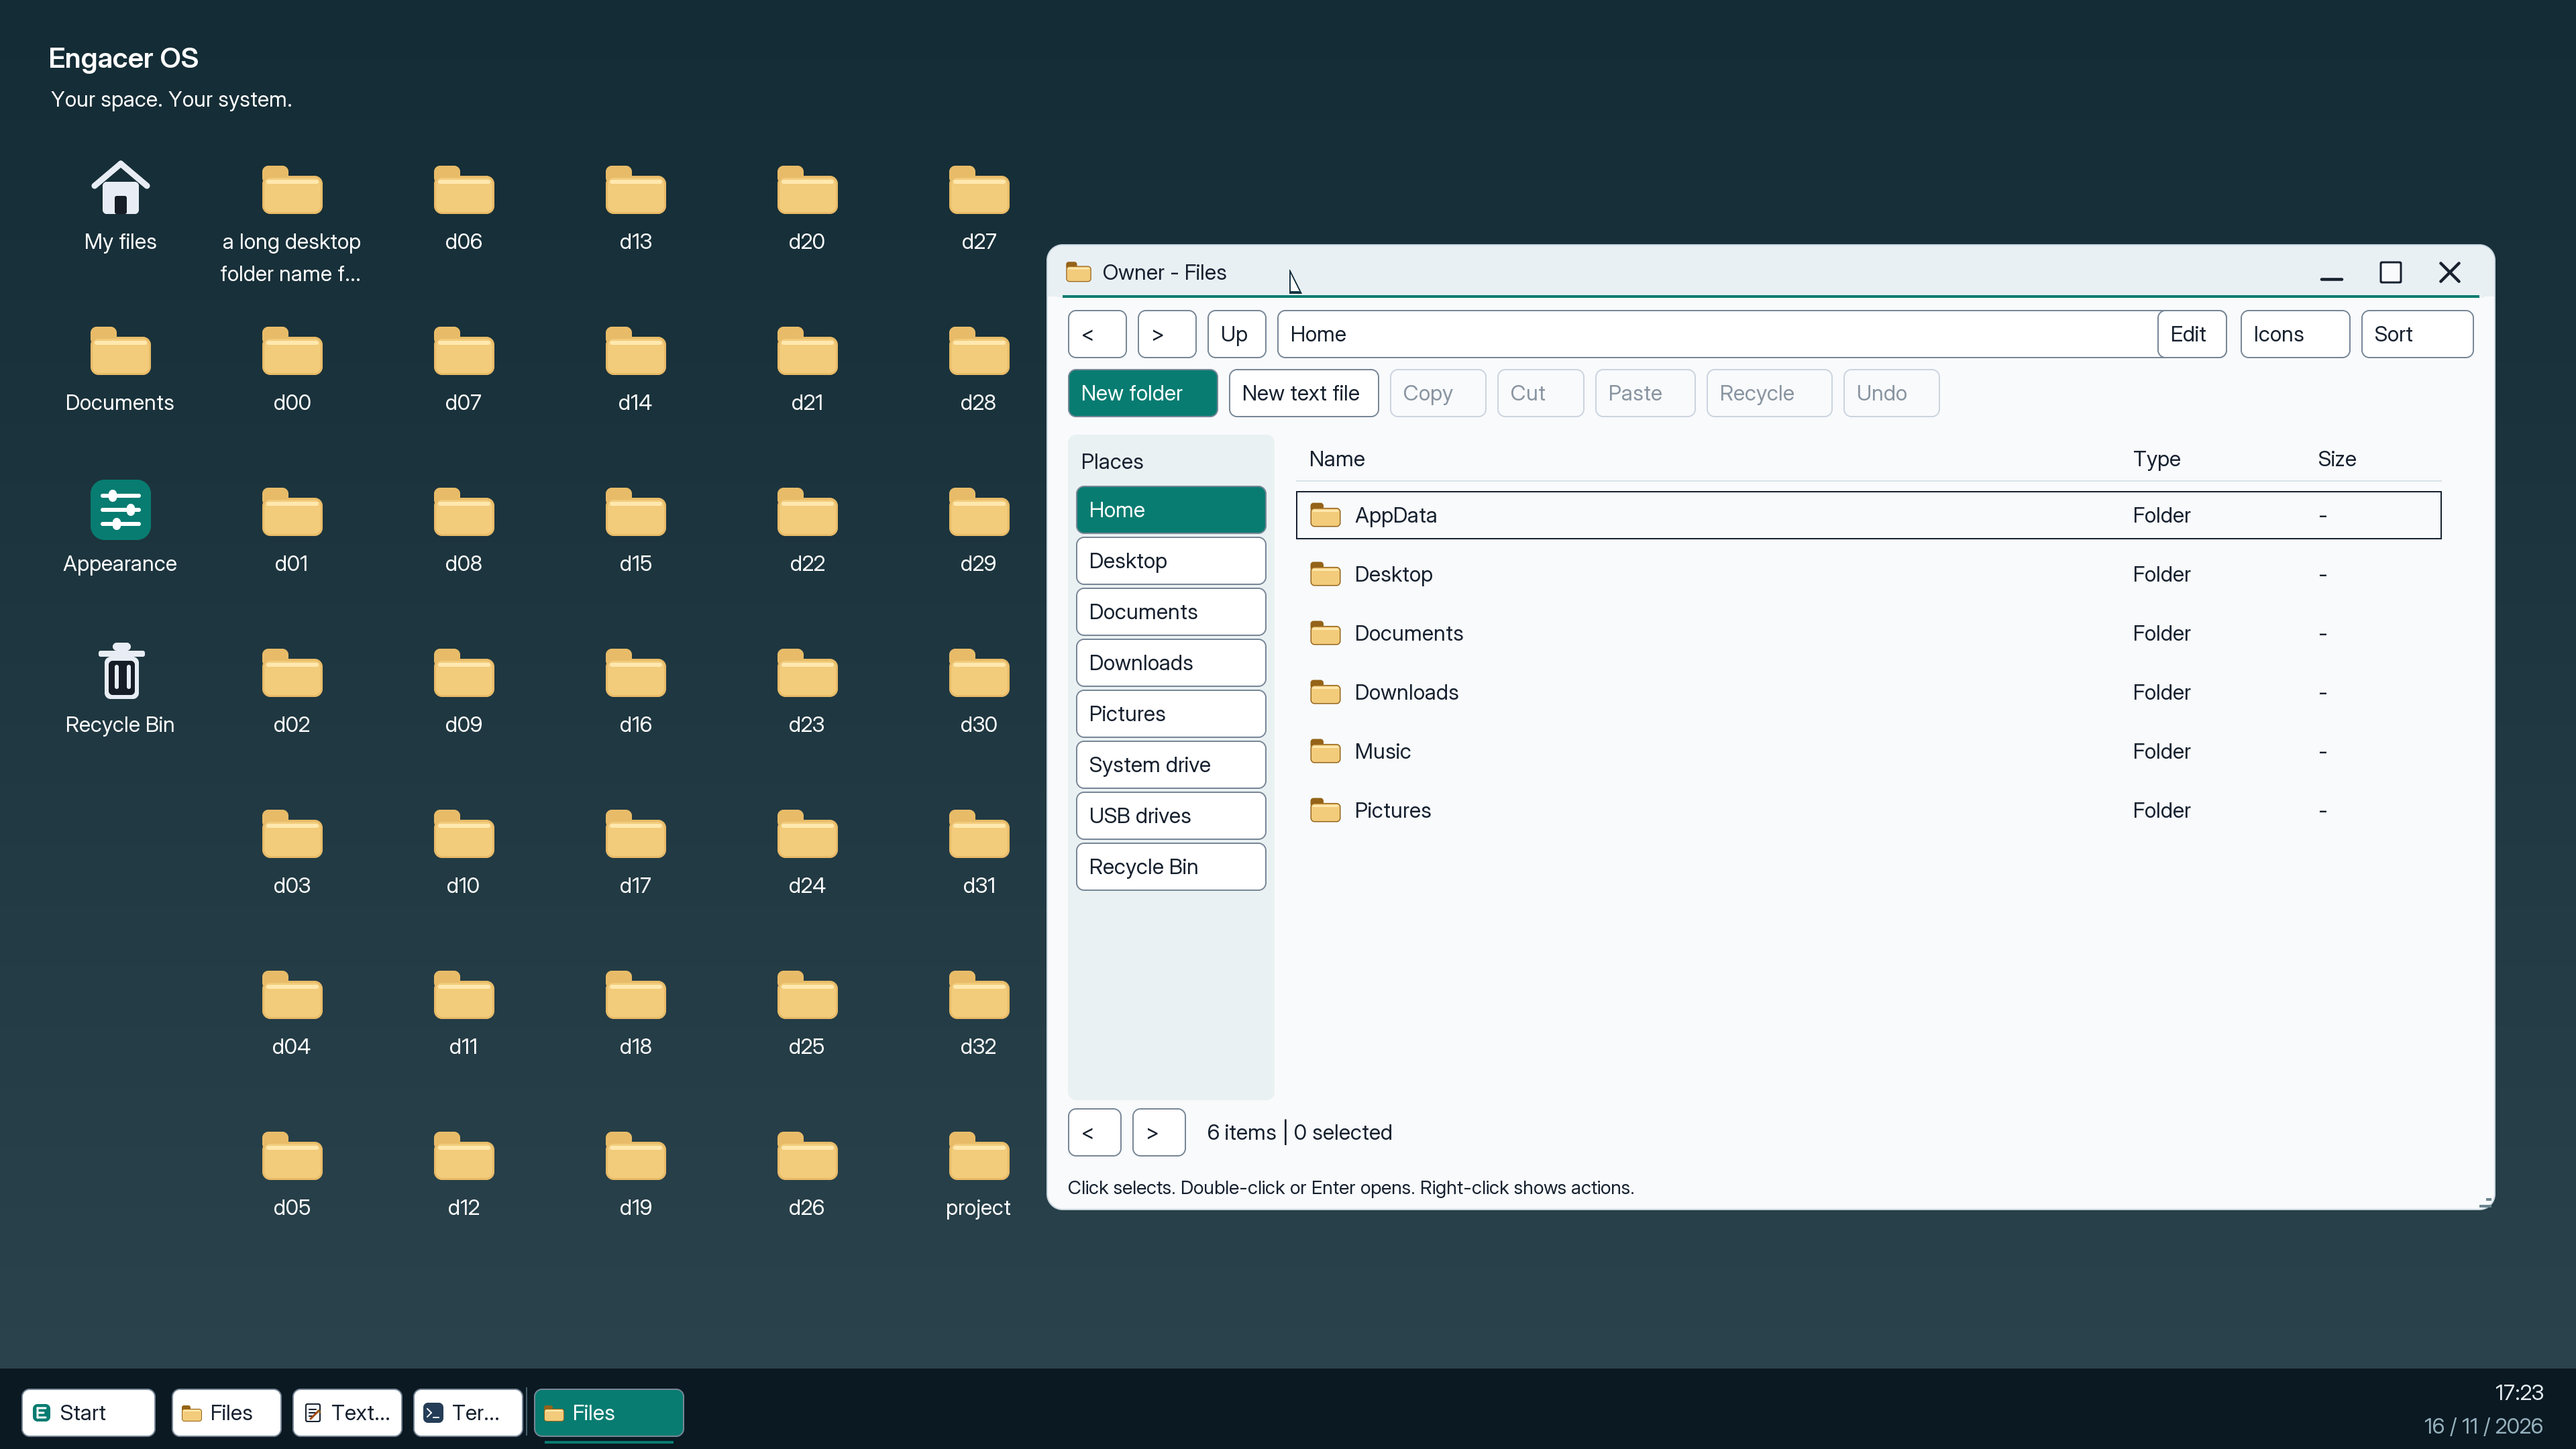 Engacer OS
Your space. Your system.
My files
a long desktop
folder name f...
d06
d13
d20
d27
Documents
d00
d07
d14
d21
d28
Appearance
d01
d08
d15
d22
d29
Recycle Bin
d02
d09
d16
d23
d30
d03
d10
d17
d24
d31
d04
d11
d18
d25
d32
d05
d12
d19
d26
project
Owner - Files
< > Up Home Edit Icons Sort
New folder New text file Copy Cut Paste Recycle Undo
Places
Home
Desktop
Documents
Downloads
Pictures
System drive
USB drives
Recycle Bin
Name Type Size
AppData Folder -
Desktop Folder -
Documents Folder -
Downloads Folder -
Music Folder -
Pictures Folder -
< > 6 items | 0 selected
Click selects. Double-click or Enter opens. Right-click shows actions.
E Start Files Text... Ter... Files
17:23
16 / 11 / 2026